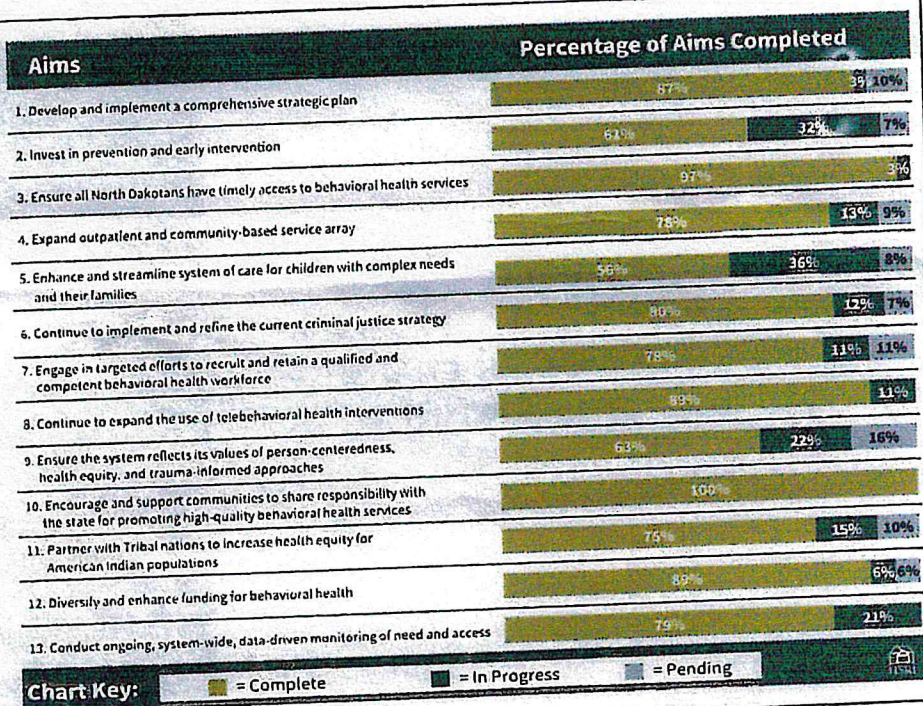 Aims
Percentage of Aims Completed
1. Develop and implement a comprehensive strategic plan
87% 3% 10%
2. Invest in prevention and early intervention
61% 32% 7%
3. Ensure all North Dakotans have timely access to behavioral health services
97% 3%
4. Expand outpatient and community-based service array
78% 13% 9%
5. Enhance and streamline system of care for children with complex needs
and their families
56% 36% 8%
6. Continue to implement and refine the current criminal justice strategy
80% 12% 7%
7. Engage in targeted efforts to recruit and retain a qualified and
competent behavioral health workforce
78% 11% 11%
8. Continue to expand the use of telebehavioral health interventions
89% 11%
9. Ensure the system reflects its values of person-centeredness,
health equity, and trauma-informed approaches
63% 22% 16%
10. Encourage and support communities to share responsibility with
the state for promoting high-quality behavioral health services
100%
11. Partner with Tribal nations to increase health equity for
American Indian populations
75% 15% 10%
12. Diversify and enhance funding for behavioral health
89% 6% 6%
13. Conduct ongoing, system-wide, data-driven monitoring of need and access
79% 21%
Chart Key: = Complete = In Progress = Pending